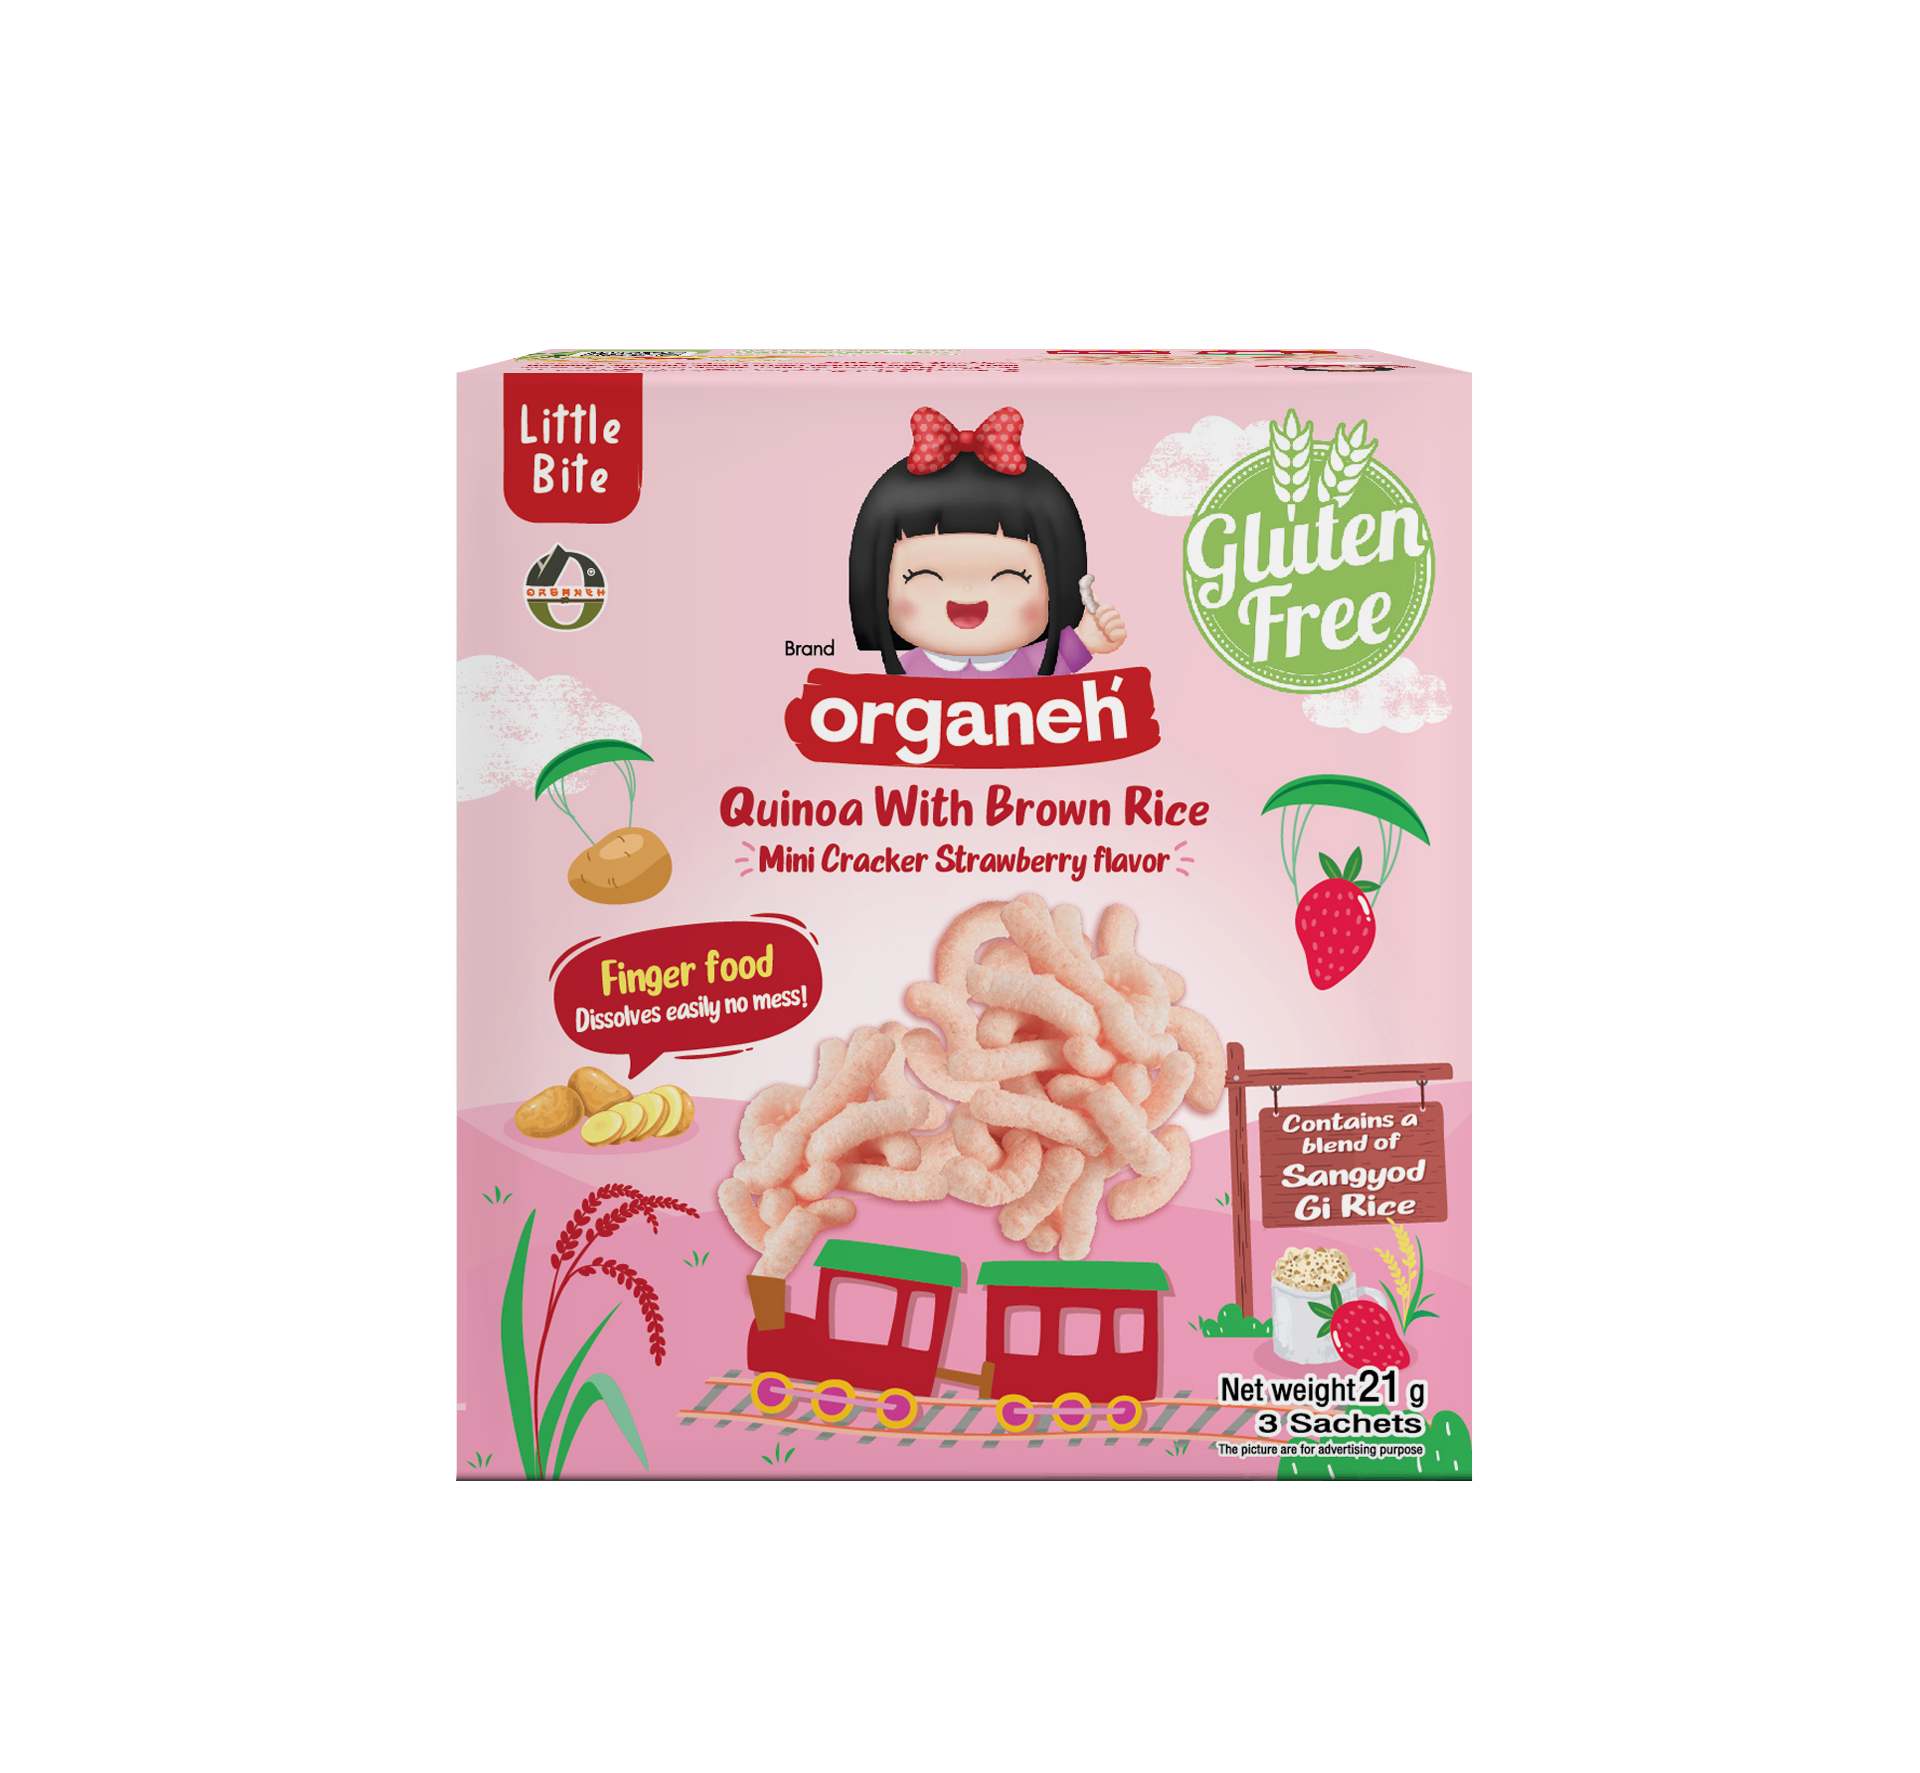 Little
Bite
ORGANEH
®
Gluten
Free
Brand
organeh
Quinoa With Brown Rice
Mini Cracker Strawberry flavor
Finger food
Dissolves easily no mess!
Contains a
blend of
Sangyod
Gi Rice
Net weight 21 g
3 Sachets
The picture are for advertising purpose